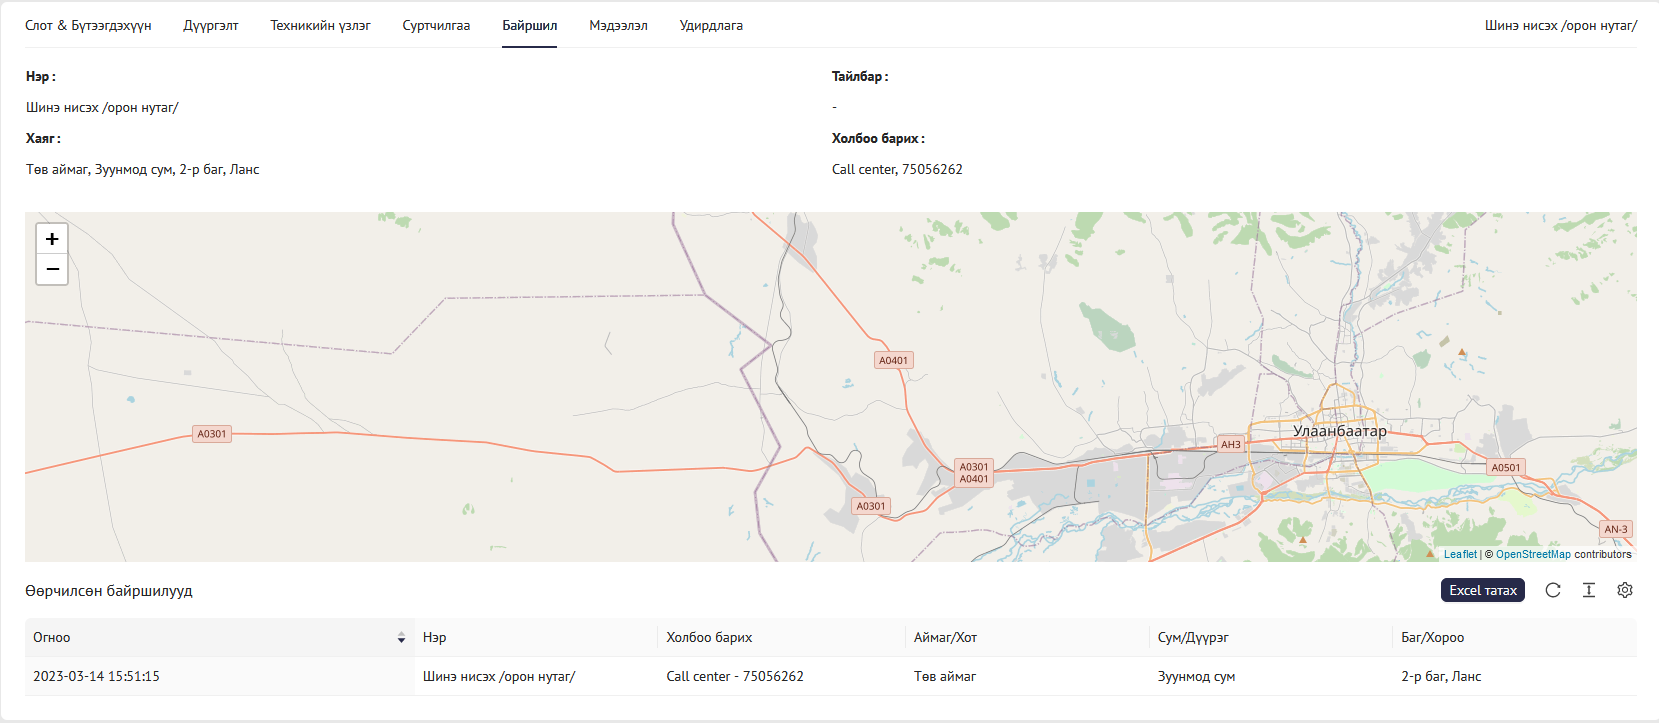 Слот & Бүтээгдэхүүн Дүүргэлт Техникийн үзлэг Суртчилгаа Байршил Мэдээлэл Удирдлага Шинэ нисэх /орон нутаг/
Нэр : Тайлбар :
Шинэ нисэх /орон нутаг/ -
Хаяг : Холбоо барих :
Төв аймаг, Зуунмод сум, 2-р баг, Ланс Call center, 75056262
+
−
A0401
A0301
Улаанбаатар
AH3
A0301
A0401
A0501
A0301
AN-3
Leaflet | © OpenStreetMap contributors
Өөрчилсөн байршилууд Excel татах
Огноо Нэр Холбоо барих Аймаг/Хот Сум/Дүүрэг Баг/Хороо
2023-03-14 15:51:15 Шинэ нисэх /орон нутаг/ Call center - 75056262 Төв аймаг Зуунмод сум 2-р баг, Ланс